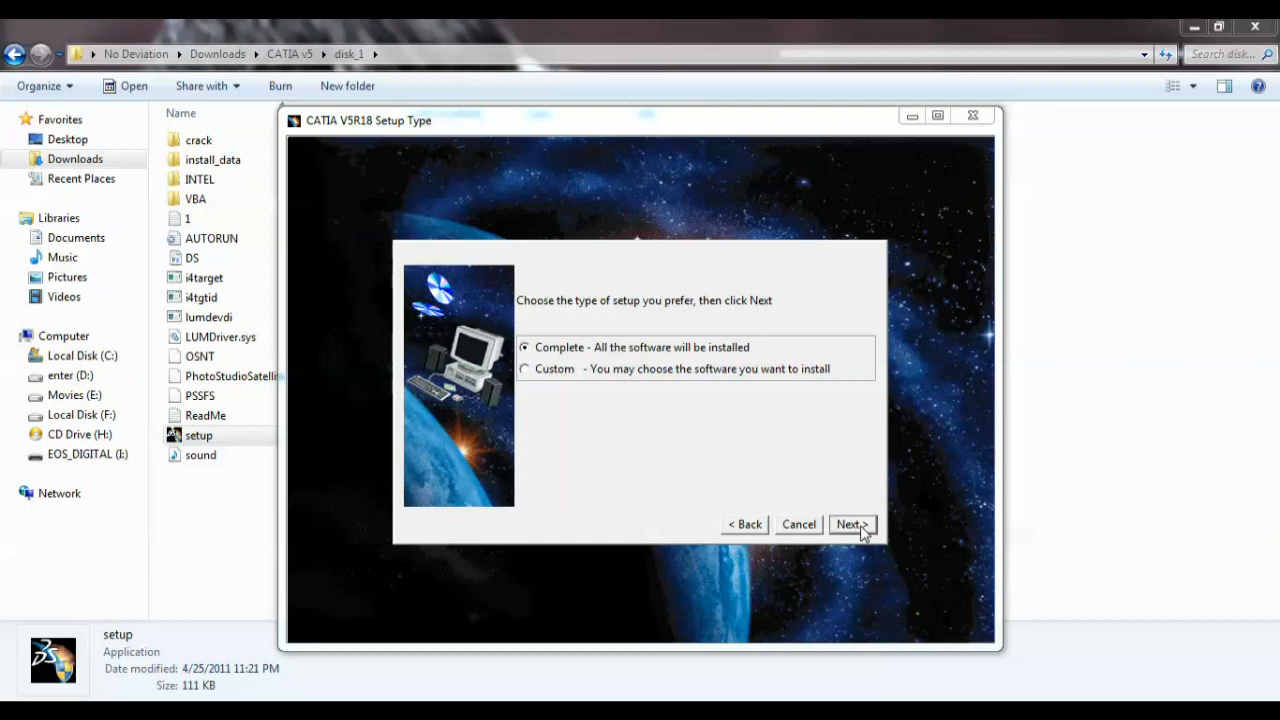 No Deviation
Downloads
CATIA v5
disk_1
Search disk...
Organize
Open
Share with
Burn
New folder
Favorites
Desktop
Downloads
Recent Places
Libraries
Documents
Music
Pictures
Videos
Computer
Local Disk (C:)
enter (D:)
Movies (E:)
Local Disk (F:)
CD Drive (H:)
EOS_DIGITAL (I:)
Network
Name
crack
install_data
INTEL
VBA
1
AUTORUN
DS
i4target
i4tgtid
lumdevdi
LUMDriver.sys
OSNT
PhotoStudioSatelli
PSSFS
ReadMe
setup
sound
CATIA V5R18 Setup Type
Choose the type of setup you prefer, then click Next
Complete - All the software will be installed
Custom - You may choose the software you want to install
< Back
Cancel
Next >
setup
Application
Date modified: 4/25/2011 11:21 PM
Size: 111 KB